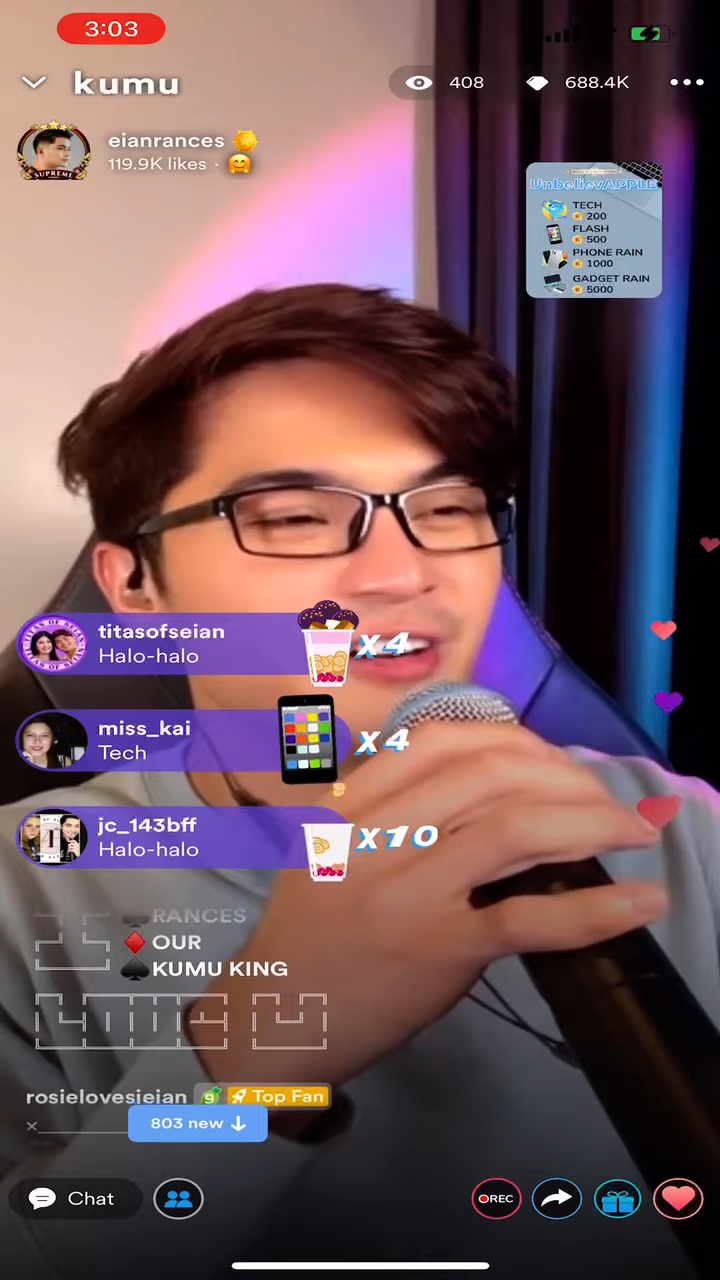 3:03
kumu
408
688.4K
eianrances
119.9K likes ·
SUPREME
UnbelievAPPLE
TECH
200
FLASH
500
PHONE RAIN
1000
GADGET RAIN
5000
titasofseian
Halo-halo
X4
miss_kai
Tech
X4
jc_143bff
Halo-halo
X10
RANCES
OUR
KUMU KING
rosielovesieian 9 Top Fan
803 new
Chat
REC